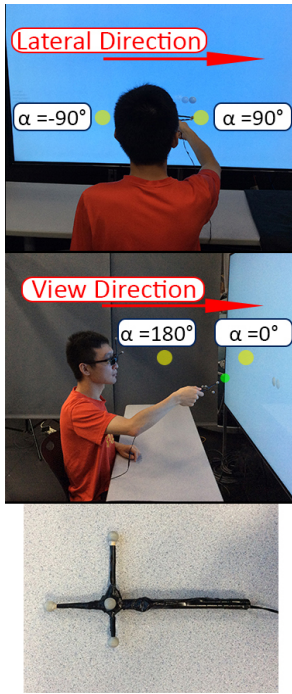 Lateral Direction
α =-90°
α =90°
View Direction
α =180°
α =0°